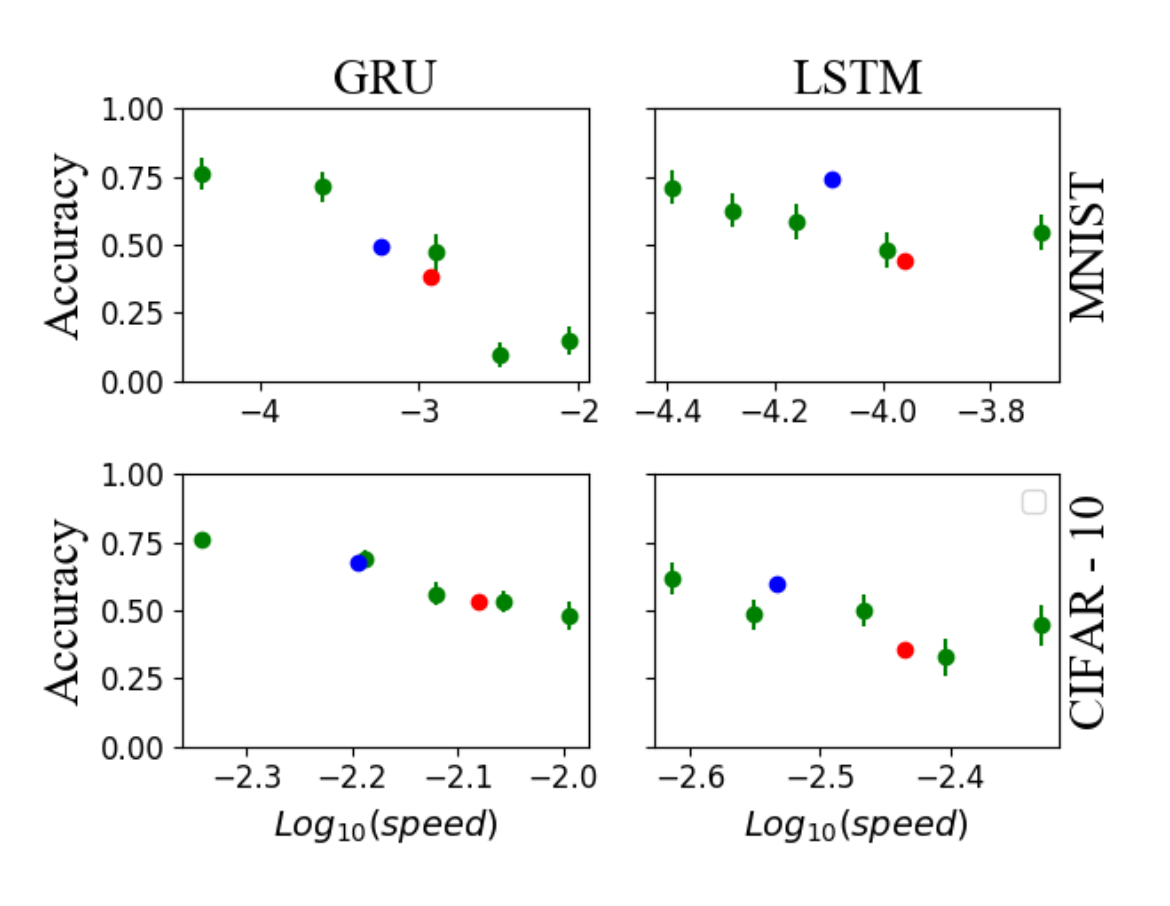 GRU LSTM
1.00
0.75
0.50
0.25
0.00
Accuracy
−4 −3 −2
−4.4 −4.2 −4.0 −3.8
MNIST
1.00
0.75
0.50
0.25
0.00
Accuracy
−2.3 −2.2 −2.1 −2.0
−2.6 −2.5 −2.4
CIFAR - 10
Log₁₀(speed) Log₁₀(speed)